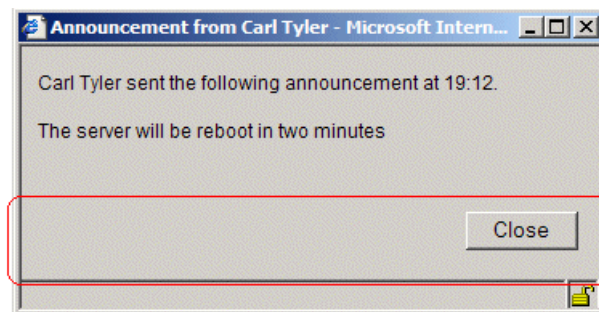 Announcement from Carl Tyler - Microsoft Intern...
Carl Tyler sent the following announcement at 19:12.
The server will be reboot in two minutes
Close